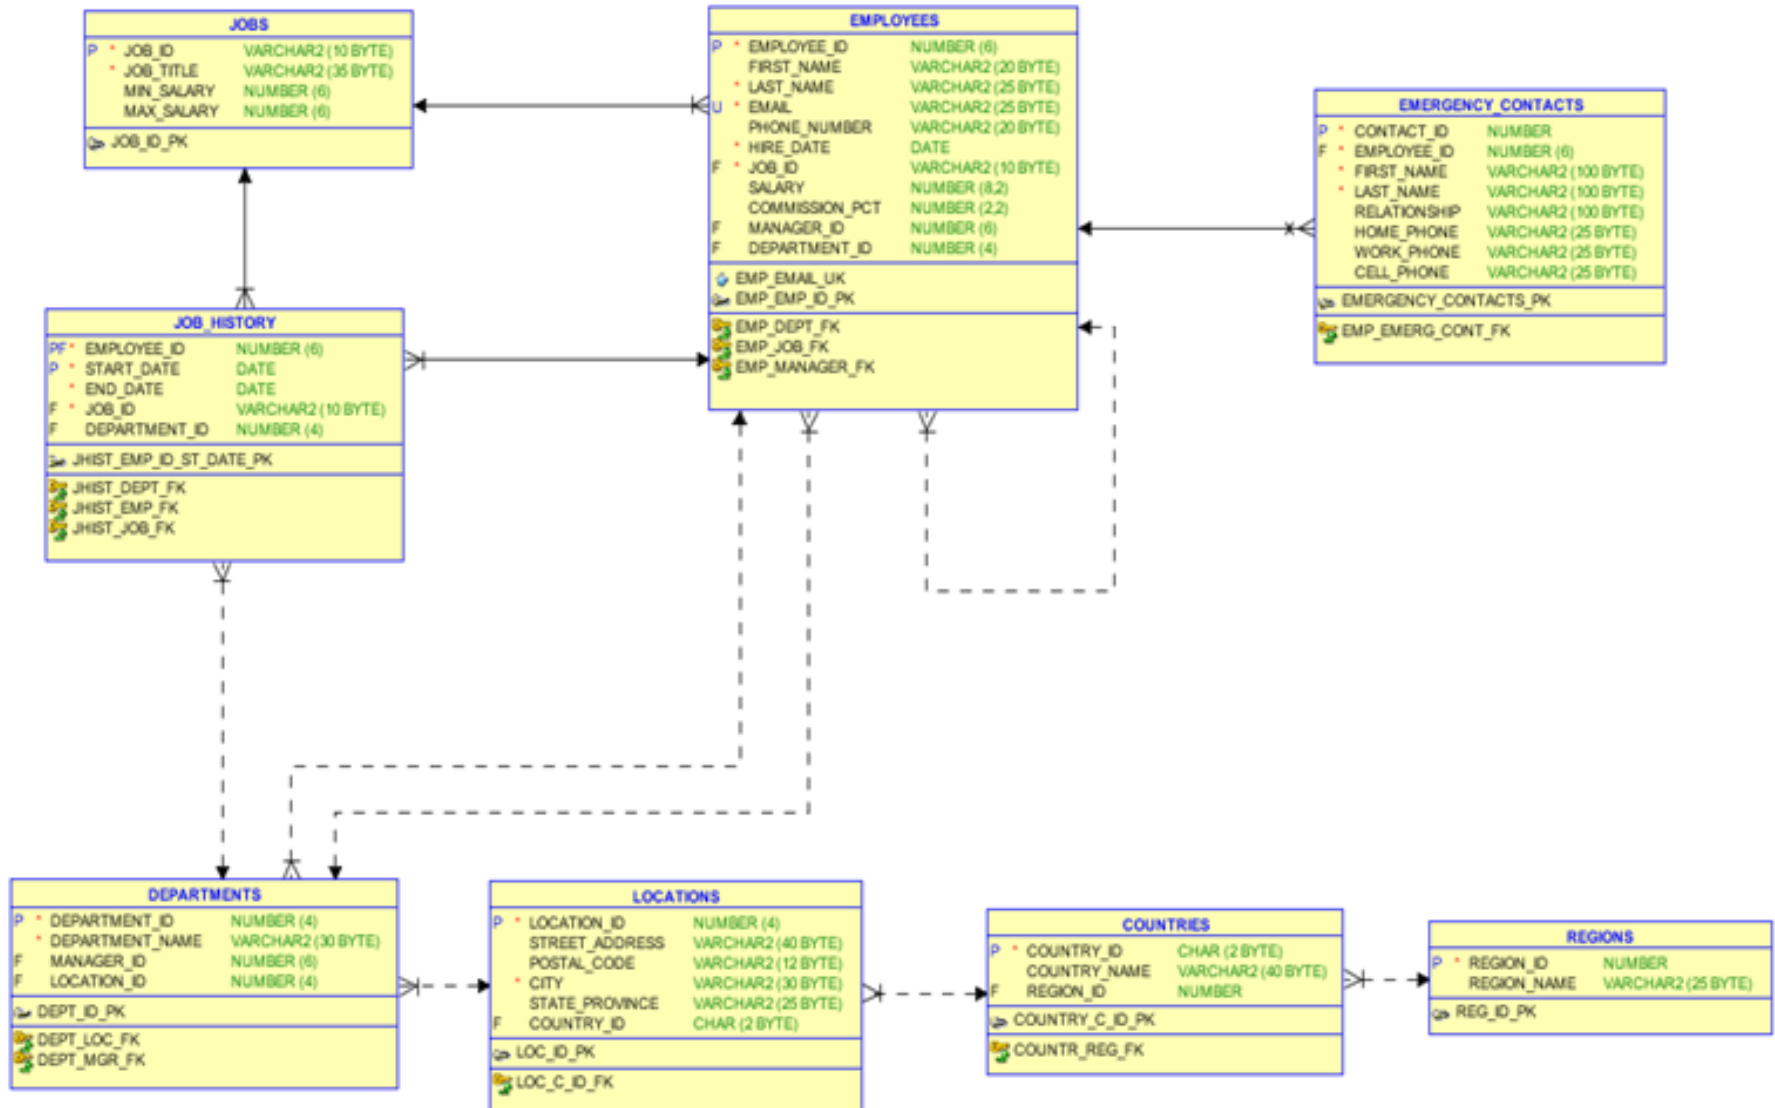 JOBS
P * JOB_ID VARCHAR2 (10 BYTE)
* JOB_TITLE VARCHAR2 (35 BYTE)
MIN_SALARY NUMBER (6)
MAX_SALARY NUMBER (6)
JOB_ID_PK
EMPLOYEES
P * EMPLOYEE_ID NUMBER (6)
FIRST_NAME VARCHAR2 (20 BYTE)
* LAST_NAME VARCHAR2 (25 BYTE)
U * EMAIL VARCHAR2 (25 BYTE)
PHONE_NUMBER VARCHAR2 (20 BYTE)
* HIRE_DATE DATE
F * JOB_ID VARCHAR2 (10 BYTE)
SALARY NUMBER (8,2)
COMMISSION_PCT NUMBER (2,2)
F MANAGER_ID NUMBER (6)
F DEPARTMENT_ID NUMBER (4)
EMP_EMAIL_UK
EMP_EMP_ID_PK
EMP_DEPT_FK
EMP_JOB_FK
EMP_MANAGER_FK
EMERGENCY_CONTACTS
P * CONTACT_ID NUMBER
F * EMPLOYEE_ID NUMBER (6)
* FIRST_NAME VARCHAR2 (100 BYTE)
* LAST_NAME VARCHAR2 (100 BYTE)
RELATIONSHIP VARCHAR2 (100 BYTE)
HOME_PHONE VARCHAR2 (25 BYTE)
WORK_PHONE VARCHAR2 (25 BYTE)
CELL_PHONE VARCHAR2 (25 BYTE)
EMERGENCY_CONTACTS_PK
EMP_EMERG_CONT_FK
JOB_HISTORY
PF * EMPLOYEE_ID NUMBER (6)
P * START_DATE DATE
* END_DATE DATE
F * JOB_ID VARCHAR2 (10 BYTE)
F DEPARTMENT_ID NUMBER (4)
JHIST_EMP_ID_ST_DATE_PK
JHIST_DEPT_FK
JHIST_EMP_FK
JHIST_JOB_FK
DEPARTMENTS
P * DEPARTMENT_ID NUMBER (4)
* DEPARTMENT_NAME VARCHAR2 (30 BYTE)
F MANAGER_ID NUMBER (6)
F LOCATION_ID NUMBER (4)
DEPT_ID_PK
DEPT_LOC_FK
DEPT_MGR_FK
LOCATIONS
P * LOCATION_ID NUMBER (4)
STREET_ADDRESS VARCHAR2 (40 BYTE)
POSTAL_CODE VARCHAR2 (12 BYTE)
* CITY VARCHAR2 (30 BYTE)
STATE_PROVINCE VARCHAR2 (25 BYTE)
F COUNTRY_ID CHAR (2 BYTE)
LOC_ID_PK
LOC_C_ID_FK
COUNTRIES
P * COUNTRY_ID CHAR (2 BYTE)
COUNTRY_NAME VARCHAR2 (40 BYTE)
F REGION_ID NUMBER
COUNTRY_C_ID_PK
COUNTR_REG_FK
REGIONS
P * REGION_ID NUMBER
REGION_NAME VARCHAR2 (25 BYTE)
REG_ID_PK